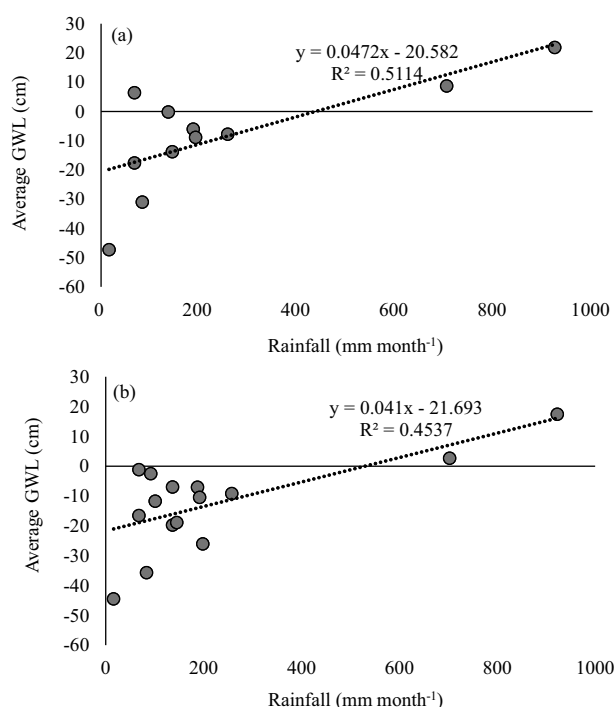 (a)
y = 0.0472x - 20.582
R² = 0.5114
Average GWL (cm)
30
20
10
0
-10
-20
-30
-40
-50
-60
0 200 400 600 800 1000
Rainfall (mm month⁻¹)
(b)
y = 0.041x - 21.693
R² = 0.4537
Average GWL (cm)
30
20
10
0
-10
-20
-30
-40
-50
-60
0 200 400 600 800 1000
Rainfall (mm month⁻¹)